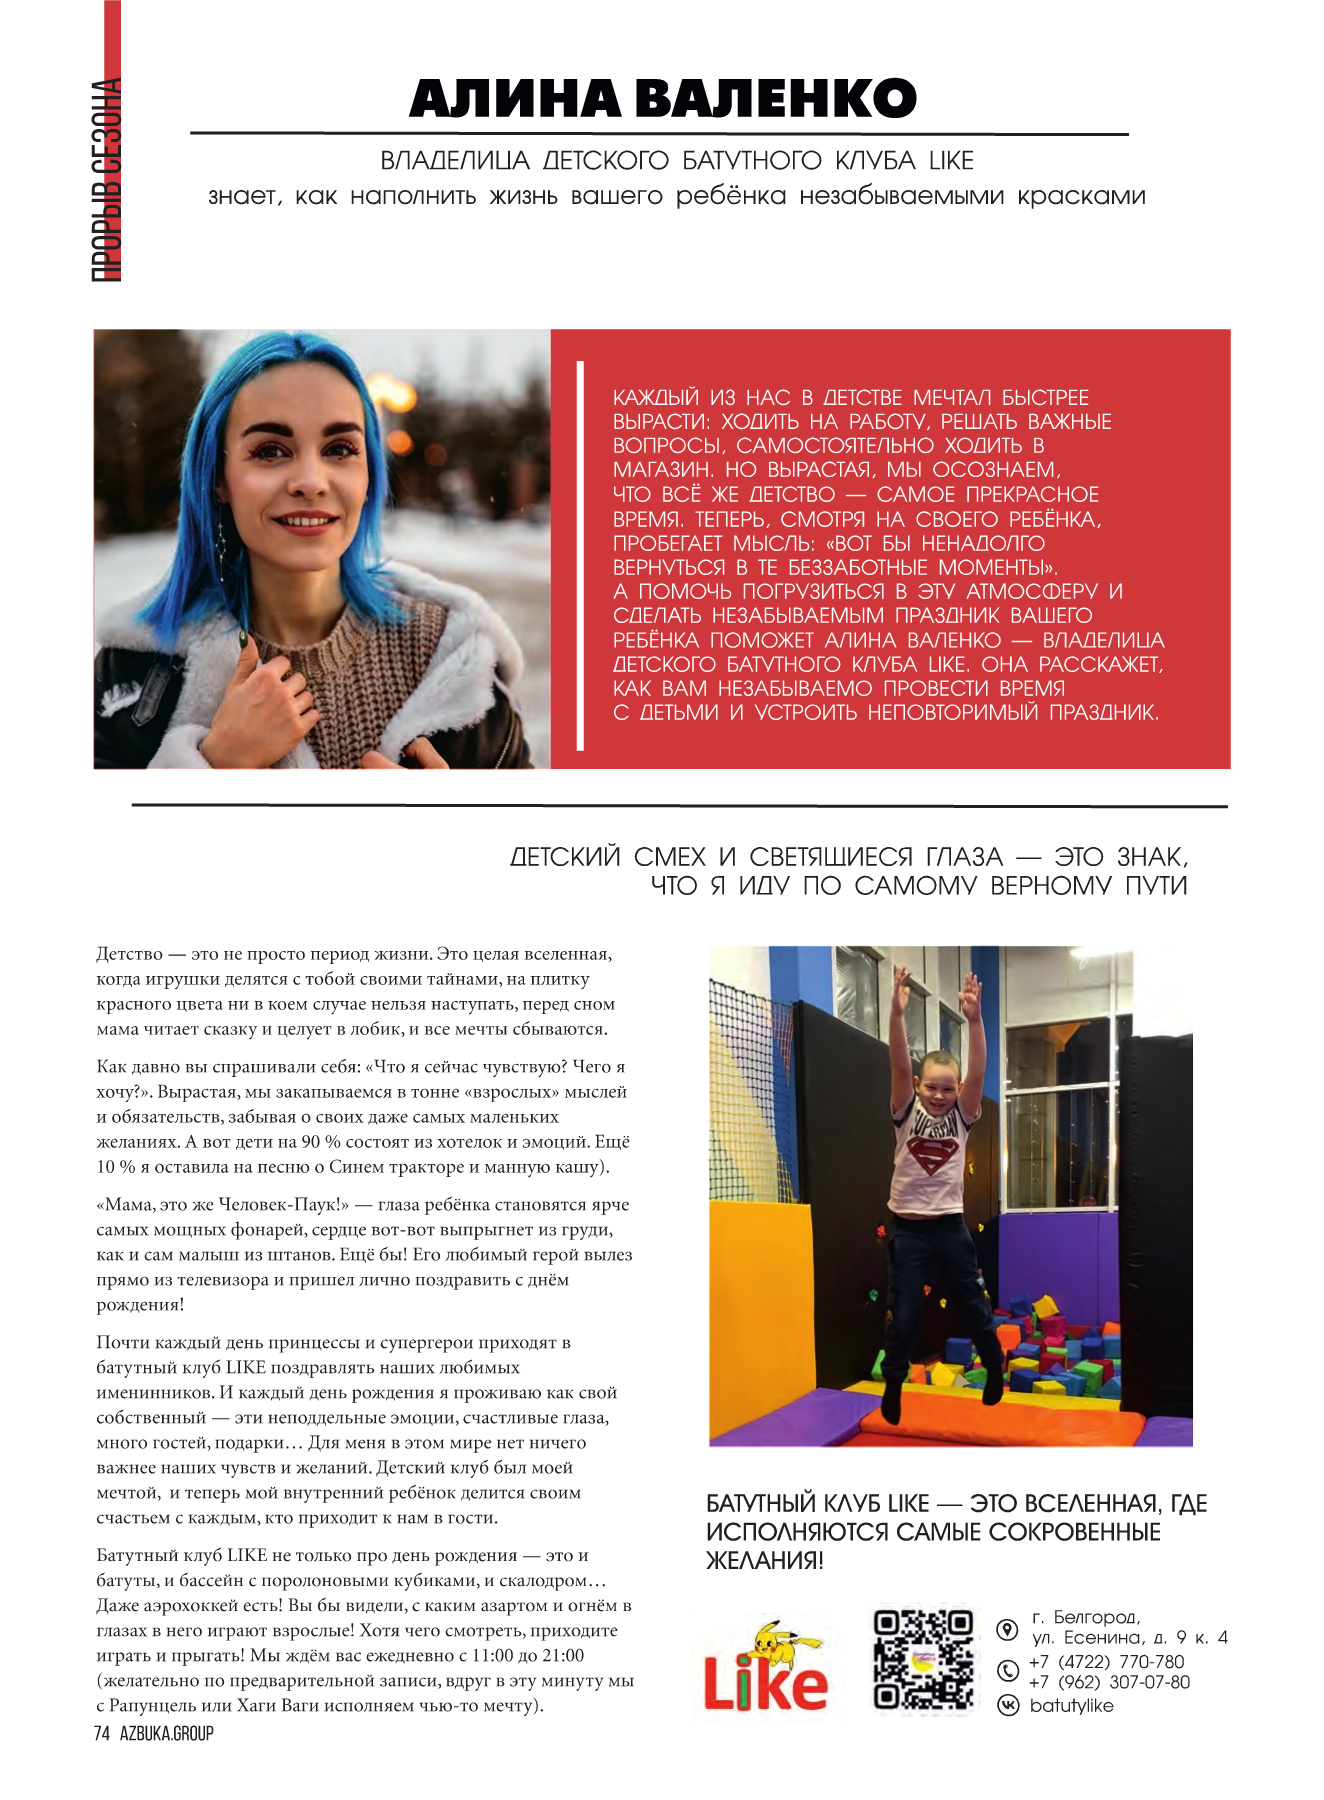 ПРОРЫВ СЕЗОНА
АЛИНА ВАЛЕНКО
ВЛАДЕЛИЦА ДЕТСКОГО БАТУТНОГО КЛУБА LIKE
знает, как наполнить жизнь вашего ребёнка незабываемыми красками
КАЖДЫЙ ИЗ НАС В ДЕТСТВЕ МЕЧТАЛ БЫСТРЕЕ
ВЫРАСТИ: ХОДИТЬ НА РАБОТУ, РЕШАТЬ ВАЖНЫЕ
ВОПРОСЫ, САМОСТОЯТЕЛЬНО ХОДИТЬ В
МАГАЗИН. НО ВЫРАСТАЯ, МЫ ОСОЗНАЕМ,
ЧТО ВСЁ ЖЕ ДЕТСТВО — САМОЕ ПРЕКРАСНОЕ
ВРЕМЯ. ТЕПЕРЬ, СМОТРЯ НА СВОЕГО РЕБЁНКА,
ПРОБЕГАЕТ МЫСЛЬ: «ВОТ БЫ НЕНАДОЛГО
ВЕРНУТЬСЯ В ТЕ БЕЗЗАБОТНЫЕ МОМЕНТЫ».
А ПОМОЧЬ ПОГРУЗИТЬСЯ В ЭТУ АТМОСФЕРУ И
СДЕЛАТЬ НЕЗАБЫВАЕМЫМ ПРАЗДНИК ВАШЕГО
РЕБЁНКА ПОМОЖЕТ АЛИНА ВАЛЕНКО — ВЛАДЕЛИЦА
ДЕТСКОГО БАТУТНОГО КЛУБА LIKE. ОНА РАССКАЖЕТ,
КАК ВАМ НЕЗАБЫВАЕМО ПРОВЕСТИ ВРЕМЯ
С ДЕТЬМИ И УСТРОИТЬ НЕПОВТОРИМЫЙ ПРАЗДНИК.
ДЕТСКИЙ СМЕХ И СВЕТЯЩИЕСЯ ГЛАЗА — ЭТО ЗНАК,
ЧТО Я ИДУ ПО САМОМУ ВЕРНОМУ ПУТИ
Детство — это не просто период жизни. Это целая вселенная,
когда игрушки делятся с тобой своими тайнами, на плитку
красного цвета ни в коем случае нельзя наступать, перед сном
мама читает сказку и целует в лобик, и все мечты сбываются.
Как давно вы спрашивали себя: «Что я сейчас чувствую? Чего я
хочу?». Вырастая, мы закапываемся в тонне «взрослых» мыслей
и обязательств, забывая о своих даже самых маленьких
желаниях. А вот дети на 90 % состоят из хотелок и эмоций. Ещё
10 % я оставила на песню о Синем тракторе и манную кашу).
«Мама, это же Человек-Паук!» — глаза ребёнка становятся ярче
самых мощных фонарей, сердце вот-вот выпрыгнет из груди,
как и сам малыш из штанов. Ещё бы! Его любимый герой вылез
прямо из телевизора и пришел лично поздравить с днём
рождения!
Почти каждый день принцессы и супергерои приходят в
батутный клуб LIKE поздравлять наших любимых
именинников. И каждый день рождения я проживаю как свой
собственный — эти неподдельные эмоции, счастливые глаза,
много гостей, подарки… Для меня в этом мире нет ничего
важнее наших чувств и желаний. Детский клуб был моей
мечтой, и теперь мой внутренний ребёнок делится своим
счастьем с каждым, кто приходит к нам в гости.
Батутный клуб LIKE не только про день рождения — это и
батуты, и бассейн с поролоновыми кубиками, и скалодром…
Даже аэрохоккей есть! Вы бы видели, с каким азартом и огнём в
глазах в него играют взрослые! Хотя чего смотреть, приходите
играть и прыгать! Мы ждём вас ежедневно с 11:00 до 21:00
(желательно по предварительной записи, вдруг в эту минуту мы
с Рапунцель или Хаги Ваги исполняем чью-то мечту).
SUPERMAN
БАТУТНЫЙ КЛУБ LIKE — ЭТО ВСЕЛЕННАЯ, ГДЕ
ИСПОЛНЯЮТСЯ САМЫЕ СОКРОВЕННЫЕ
ЖЕЛАНИЯ!
Like
г. Белгород,
ул. Есенина, д. 9 к. 4
+7 (4722) 770-780
+7 (962) 307-07-80
batutylike
74 AZBUKA.GROUP